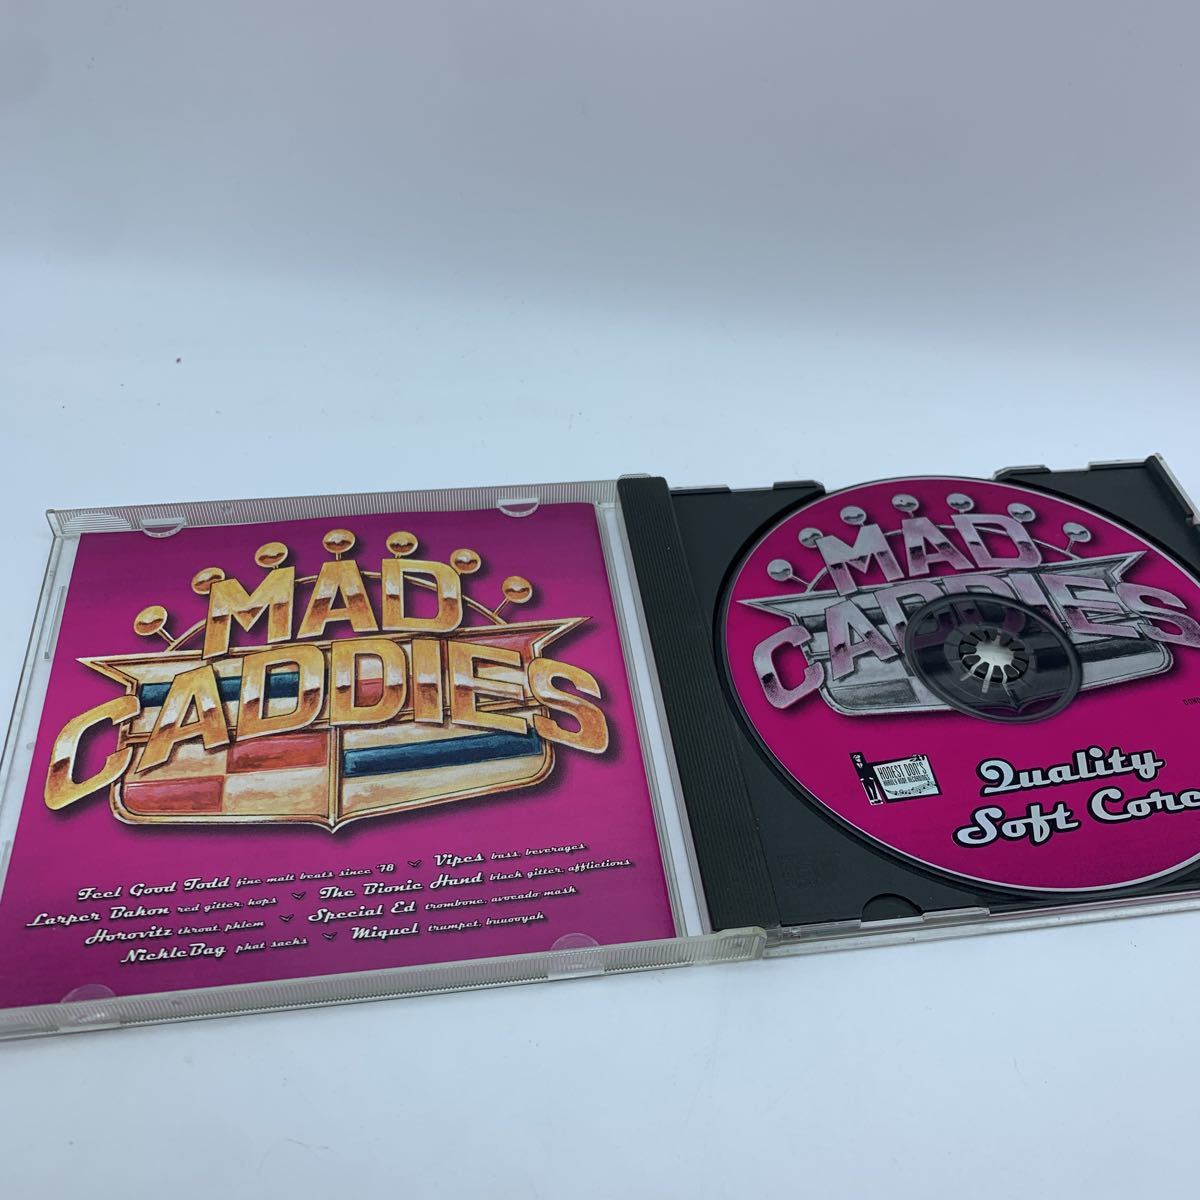 MAD
CADDIES
Feel Good Todd fine malt beats since '78 Vipes bass, beverages
Larper Bahon red gitter, hops The Bionic Hand black gitter, afflictions
Horovitz throat, phlem Special Ed trombone, avocado mash
NickleBag phat sachs Miguel trumpet, buuooyah
MAD
CADDIES
HONEST DON'S
Quality
Soft Core